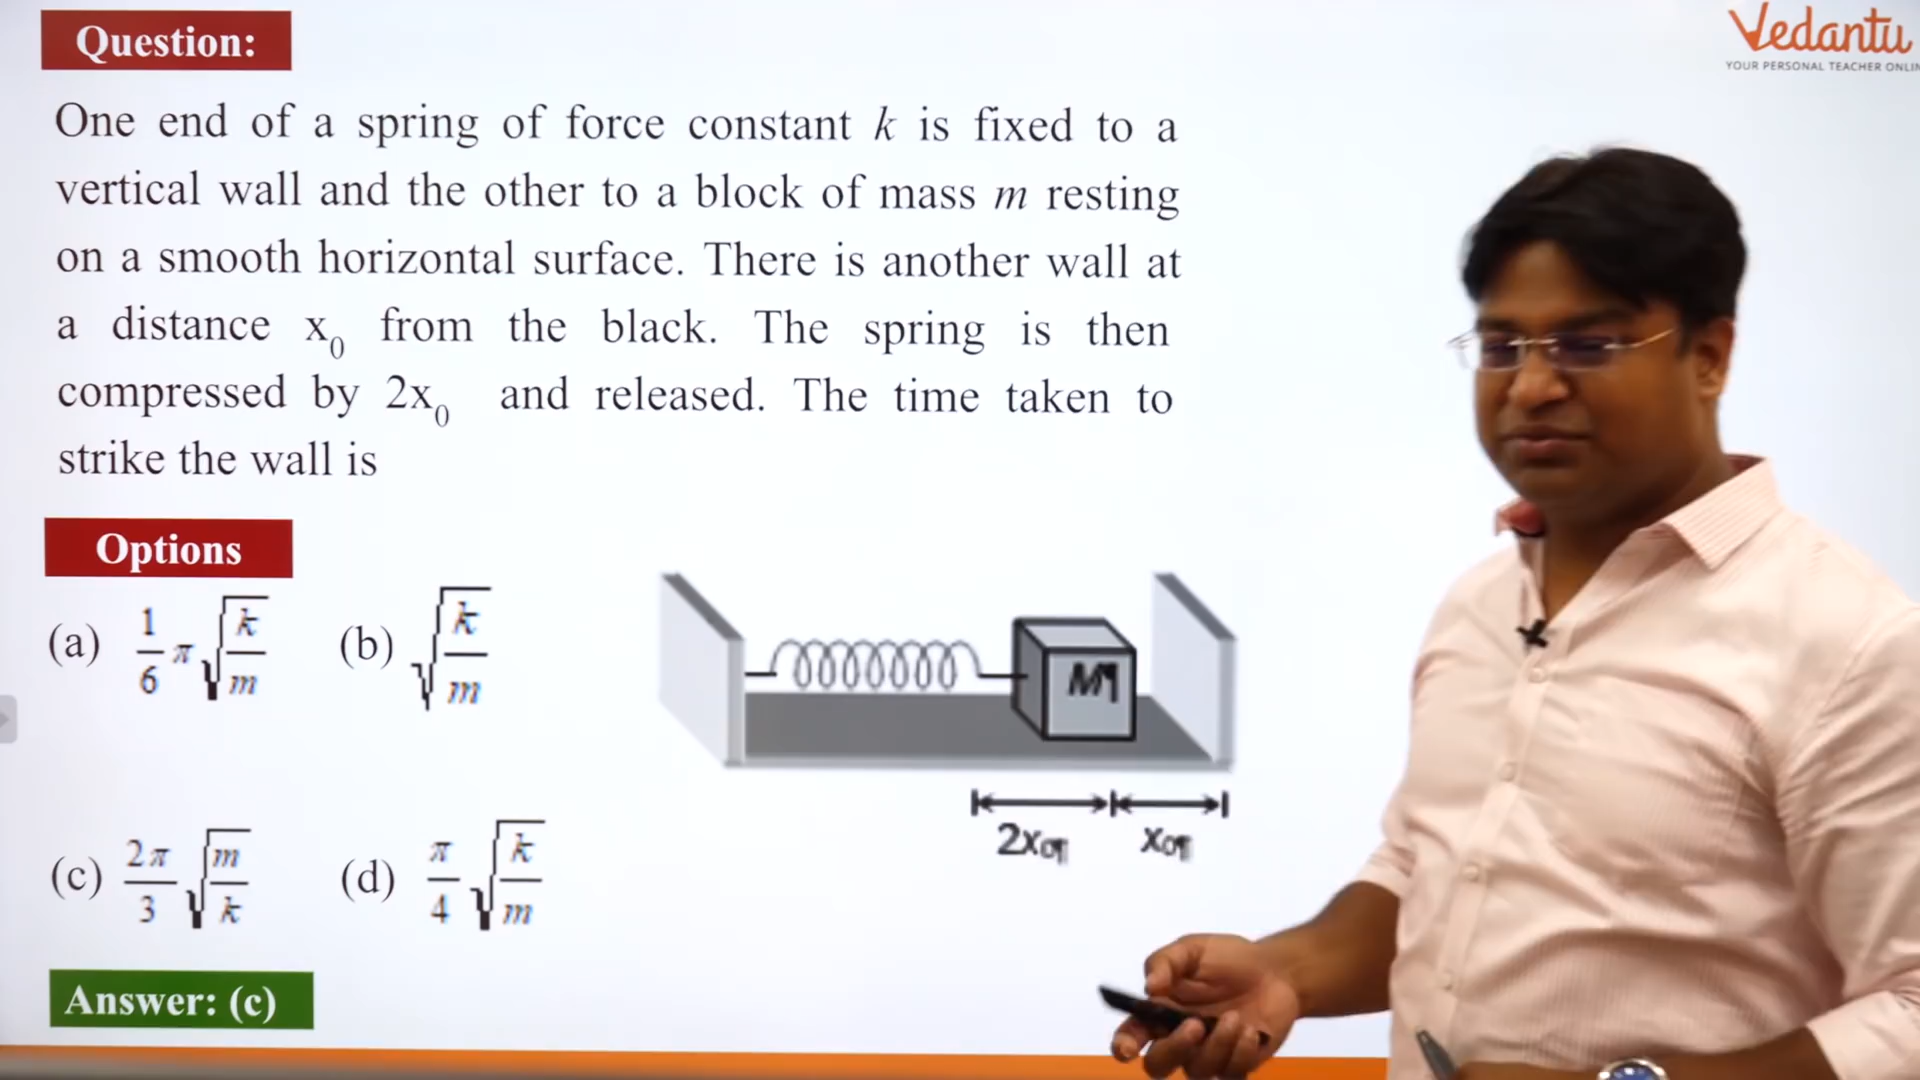 Question:
Vedantu
YOUR PERSONAL TEACHER ONLIN
One end of a spring of force constant k is fixed to a
vertical wall and the other to a block of mass m resting
on a smooth horizontal surface. There is another wall at
a distance x₀ from the black. The spring is then
compressed by 2x₀ and released. The time taken to
strike the wall is
Options
(a) 1/6 π √(k/m) (b) √(k/m)
M¶
2x₀¶ x₀¶
(c) 2π/3 √(m/k) (d) π/4 √(k/m)
Answer: (c)